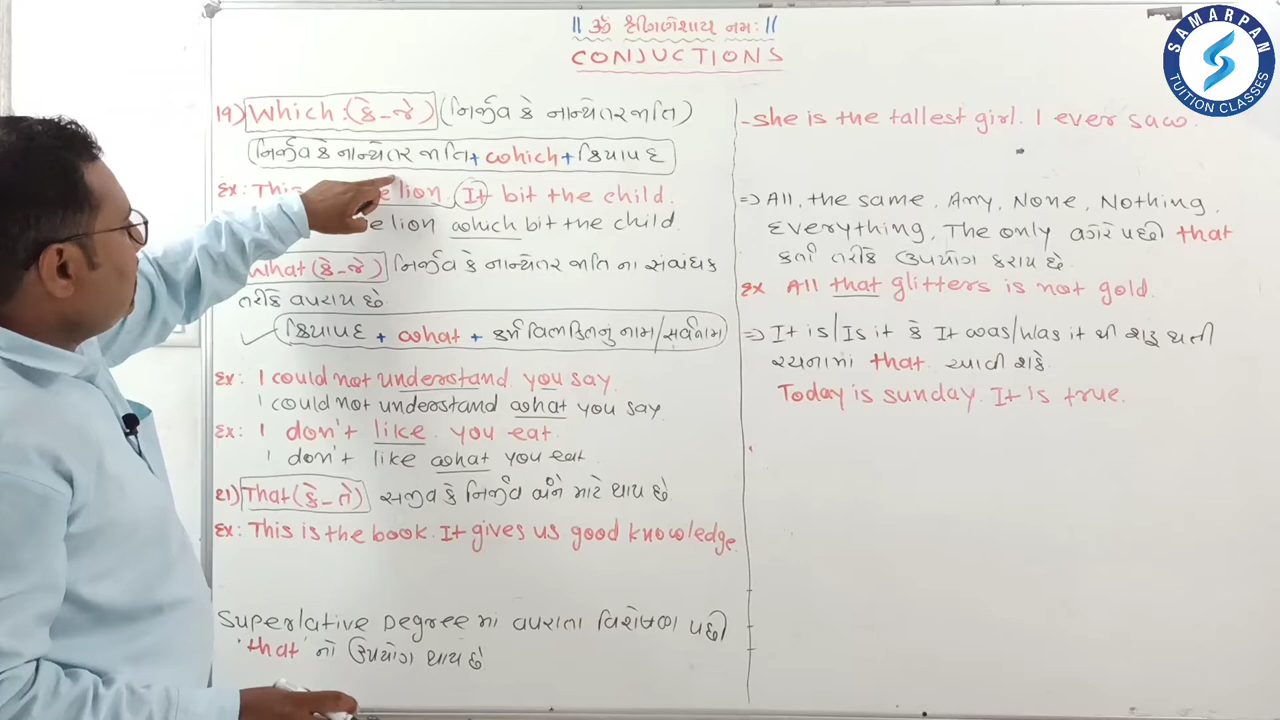 || ૐ શ્રી ગણેશાય નમઃ ||
CONJUCTIONS
19) Which : (કે - જે) (નિર્જીવ કે નાન્યેતર જાતિ)
નિર્જીવ કે નાન્યેતર જાતિ + which + ક્રિયાપદ
Ex: This lion. It bit the child.
e lion which bit the child.
What (કે - જે) નિર્જીવ કે નાન્યેતર જાતિ ના સંબંધક
તરીકે વપરાય છે.
ક્રિયાપદ + what + કર્તા વિભક્તિનું નામ/સર્વનામ
Ex: I could not understand. you say.
I could not understand what you say.
Ex: I don't like. you eat.
I don't like what you eat.
21) That (કે - તે) સજીવ કે નિર્જીવ બંને માટે થાય છે.
Ex: This is the book. It gives us good knowledge.
Superlative Degree માં વપરાતા વિશેષણ પછી
'that' નો ઉપયોગ થાય છે
- she is the tallest girl. I ever saw.
⇒ All, the same, Any, None, Nothing,
Everything, The only વગેરે પછી that
કર્તા તરીકે ઉપયોગ કરાય છે.
Ex All that glitters is not gold.
⇒ It is/Is it કે It was/Was it થી શરૂ થતી
રચનામાં that આવી શકે.
Today is sunday. It is true.
SAMARPAN
TUITION CLASSES